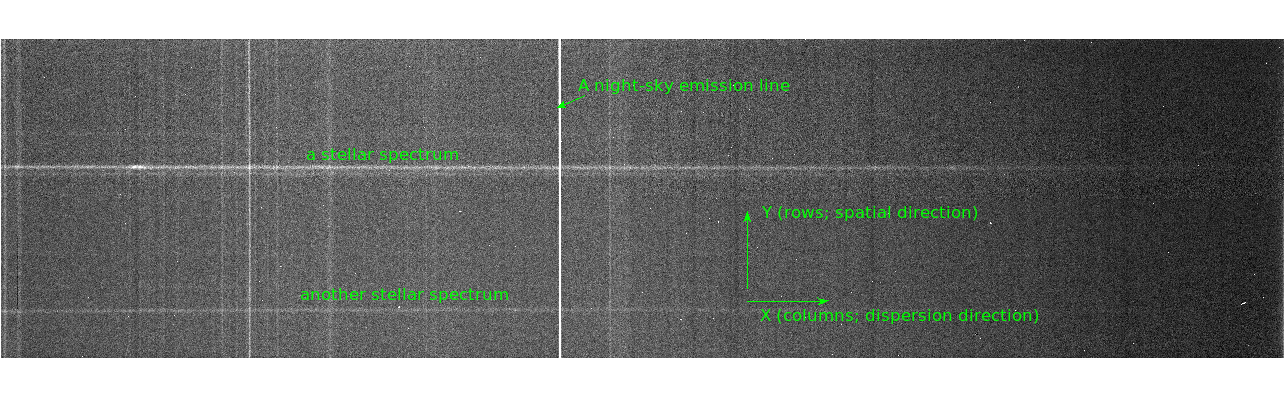 A night-sky emission line
a stellar spectrum
Y (rows; spatial direction)
another stellar spectrum
X (columns; dispersion direction)